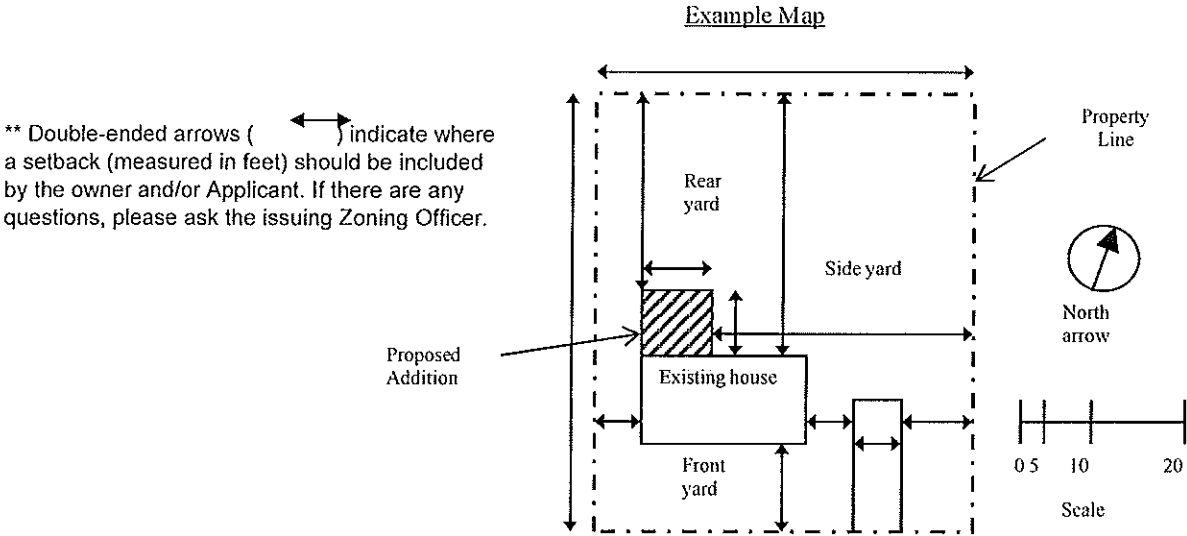 Example Map
** Double-ended arrows ( ) indicate where
a setback (measured in feet) should be included
by the owner and/or Applicant. If there are any
questions, please ask the issuing Zoning Officer.
Property
Line
Rear
yard
Side yard
North
arrow
Proposed
Addition
Existing house
Front
yard
0 5 10 20
Scale